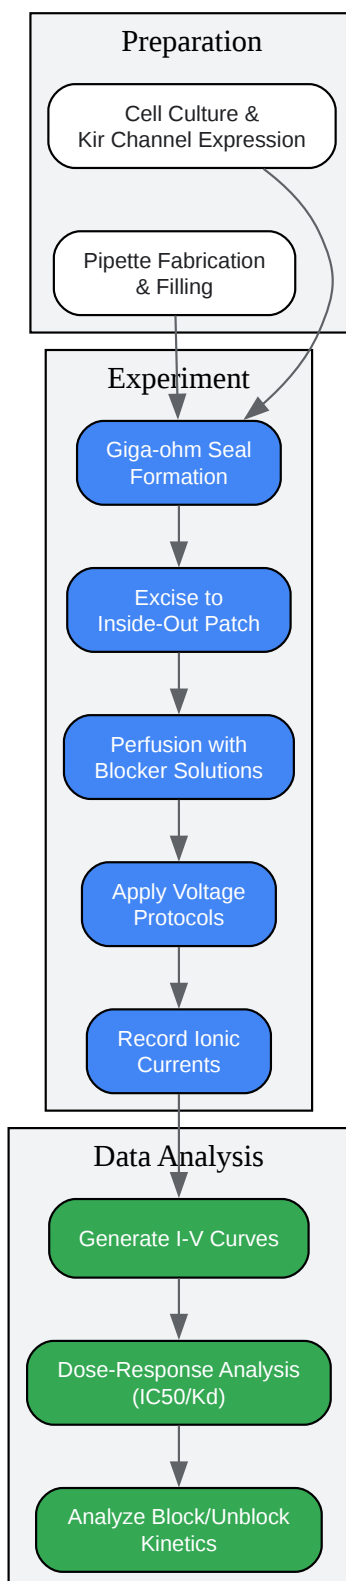 Preparation
Cell Culture &
Kir Channel Expression
Pipette Fabrication
& Filling
Experiment
Giga-ohm Seal
Formation
Excise to
Inside-Out Patch
Perfusion with
Blocker Solutions
Apply Voltage
Protocols
Record Ionic
Currents
Data Analysis
Generate I-V Curves
Dose-Response Analysis
(IC50/Kd)
Analyze Block/Unblock
Kinetics